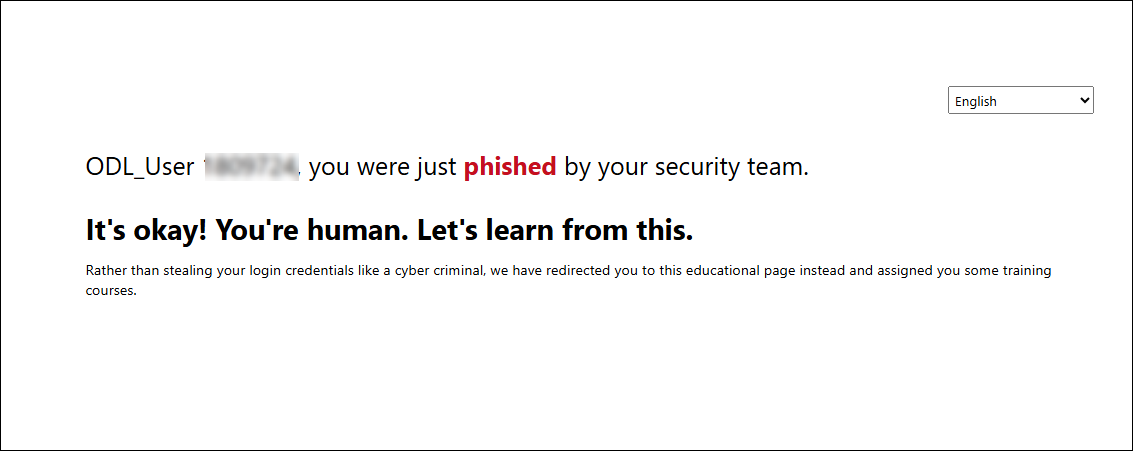 English
ODL_User , you were just phished by your security team.
It's okay! You're human. Let's learn from this.
Rather than stealing your login credentials like a cyber criminal, we have redirected you to this educational page instead and assigned you some training
courses.